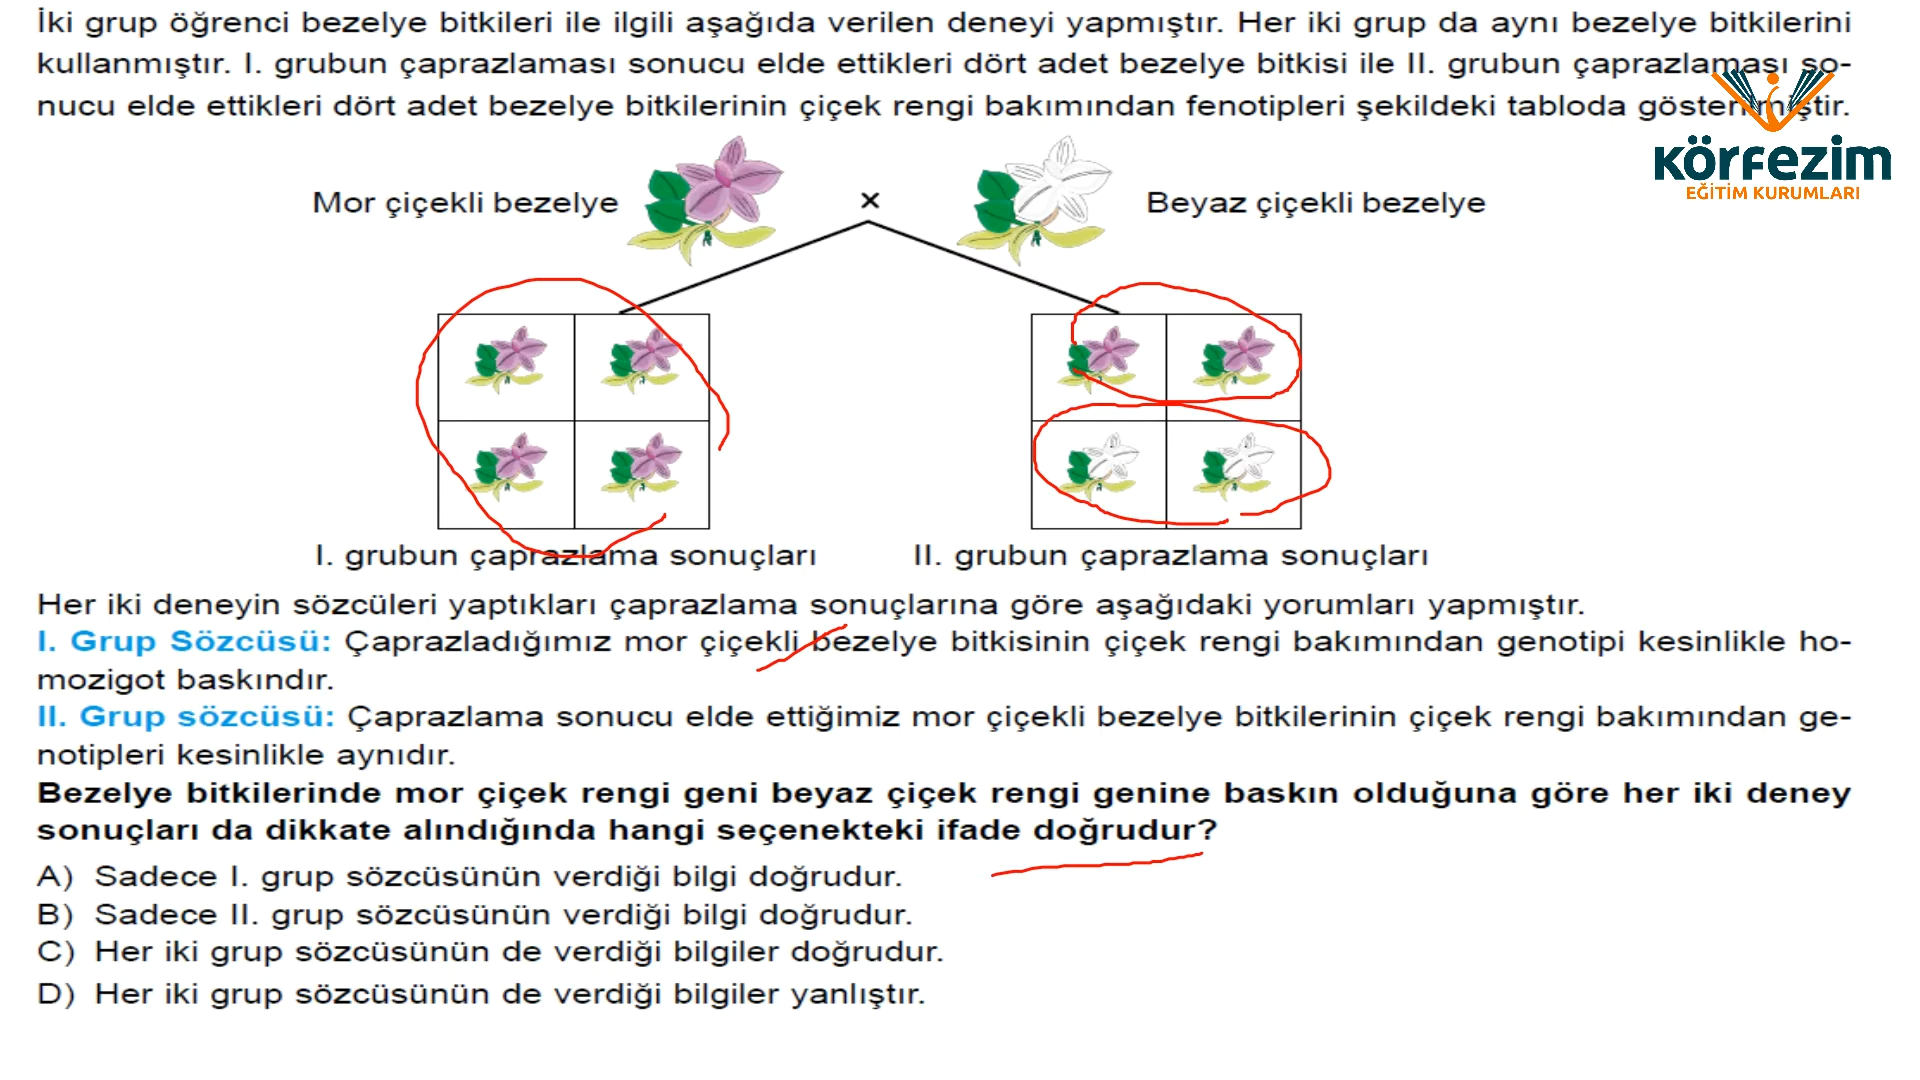 İki grup öğrenci bezelye bitkileri ile ilgili aşağıda verilen deneyi yapmıştır. Her iki grup da aynı bezelye bitkilerini
kullanmıştır. I. grubun çaprazlaması sonucu elde ettikleri dört adet bezelye bitkisi ile II. grubun çaprazlaması so-
nucu elde ettikleri dört adet bezelye bitkilerinin çiçek rengi bakımından fenotipleri şekildeki tabloda gösterilmiştir.
körfezim
EĞİTİM KURUMLARI
Mor çiçekli bezelye × Beyaz çiçekli bezelye
I. grubun çaprazlama sonuçları II. grubun çaprazlama sonuçları
Her iki deneyin sözcüleri yaptıkları çaprazlama sonuçlarına göre aşağıdaki yorumları yapmıştır.
I. Grup Sözcüsü: Çaprazladığımız mor çiçekli bezelye bitkisinin çiçek rengi bakımından genotipi kesinlikle ho-
mozigot baskındır.
II. Grup sözcüsü: Çaprazlama sonucu elde ettiğimiz mor çiçekli bezelye bitkilerinin çiçek rengi bakımından ge-
notipleri kesinlikle aynıdır.
Bezelye bitkilerinde mor çiçek rengi geni beyaz çiçek rengi genine baskın olduğuna göre her iki deney
sonuçları da dikkate alındığında hangi seçenekteki ifade doğrudur?
A) Sadece I. grup sözcüsünün verdiği bilgi doğrudur.
B) Sadece II. grup sözcüsünün verdiği bilgi doğrudur.
C) Her iki grup sözcüsünün de verdiği bilgiler doğrudur.
D) Her iki grup sözcüsünün de verdiği bilgiler yanlıştır.